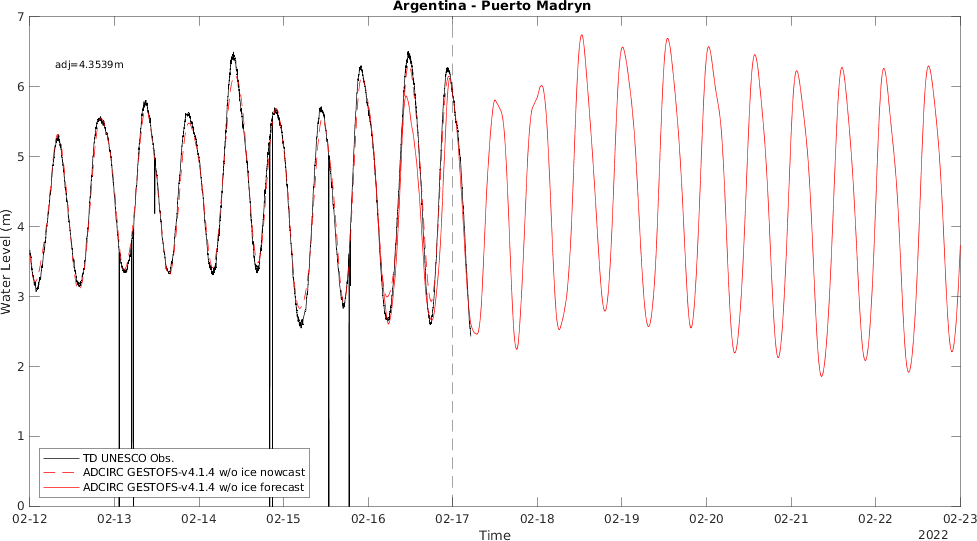 Argentina - Puerto Madryn
7
adj=4.3539m
6
5
4
3
2
1
0
Water Level (m)
TD UNESCO Obs.
ADCIRC GESTOFS-v4.1.4 w/o ice nowcast
ADCIRC GESTOFS-v4.1.4 w/o ice forecast
02-12 02-13 02-14 02-15 02-16 02-17 02-18 02-19 02-20 02-21 02-22 02-23
Time
2022